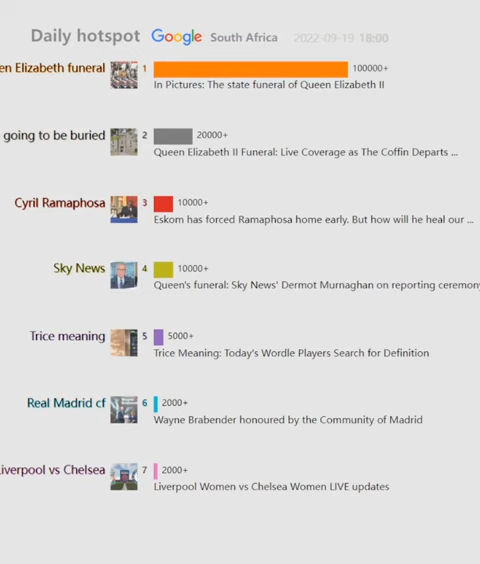 Daily hotspot Google South Africa 2022-09-19 18:00
en Elizabeth funeral 1 100000+
In Pictures: The state funeral of Queen Elizabeth II
going to be buried 2 20000+
Queen Elizabeth II Funeral: Live Coverage as The Coffin Departs ...
Cyril Ramaphosa 3 10000+
Eskom has forced Ramaphosa home early. But how will he heal our ...
Sky News 4 10000+
Queen's funeral: Sky News' Dermot Murnaghan on reporting ceremony
Trice meaning 5 5000+
Trice Meaning: Today's Wordle Players Search for Definition
Real Madrid cf 6 2000+
Wayne Brabender honoured by the Community of Madrid
Liverpool vs Chelsea 7 2000+
Liverpool Women vs Chelsea Women LIVE updates